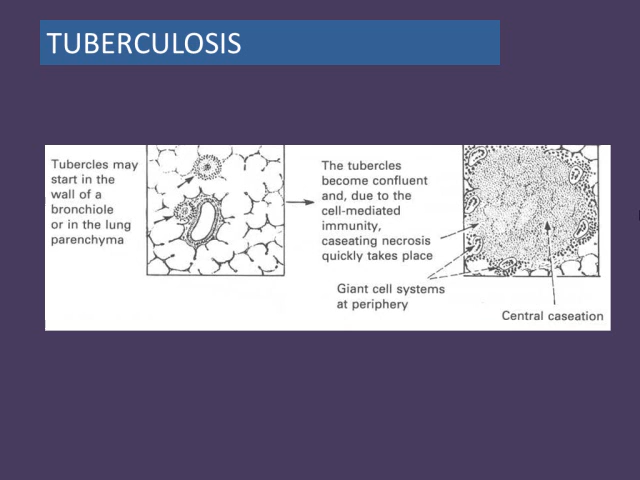 TUBERCULOSIS
Tubercles may
start in the
wall of a
bronchiole
or in the lung
parenchyma
The tubercles
become confluent
and, due to the
cell-mediated
immunity,
caseating necrosis
quickly takes place
Giant cell systems
at periphery
Central caseation